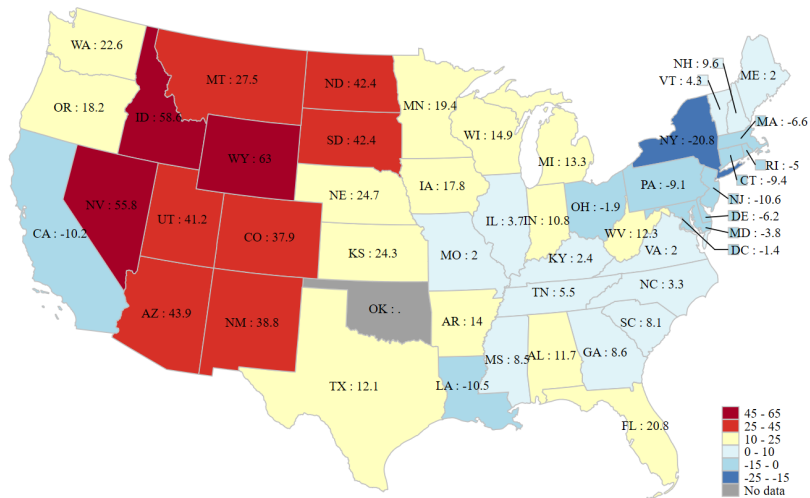 WA : 22.6
OR : 18.2
CA : -10.2
ID : 58.6
NV : 55.8
MT : 27.5
WY : 63
UT : 41.2
CO : 37.9
AZ : 43.9
NM : 38.8
ND : 42.4
SD : 42.4
NE : 24.7
KS : 24.3
OK : .
TX : 12.1
MN : 19.4
IA : 17.8
MO : 2
AR : 14
LA : -10.5
WI : 14.9
IL : 3.7
MI : 13.3
IN : 10.8
OH : -1.9
KY : 2.4
TN : 5.5
MS : 8.5
AL : 11.7
GA : 8.6
FL : 20.8
SC : 8.1
NC : 3.3
VA : 2
WV : 12.3
PA : -9.1
NY : -20.8
VT : 4.3
NH : 9.6
ME : 2
MA : -6.6
RI : -5
CT : -9.4
NJ : -10.6
DE : -6.2
MD : -3.8
DC : -1.4
45 - 65
25 - 45
10 - 25
0 - 10
-15 - 0
-25 - -15
No data